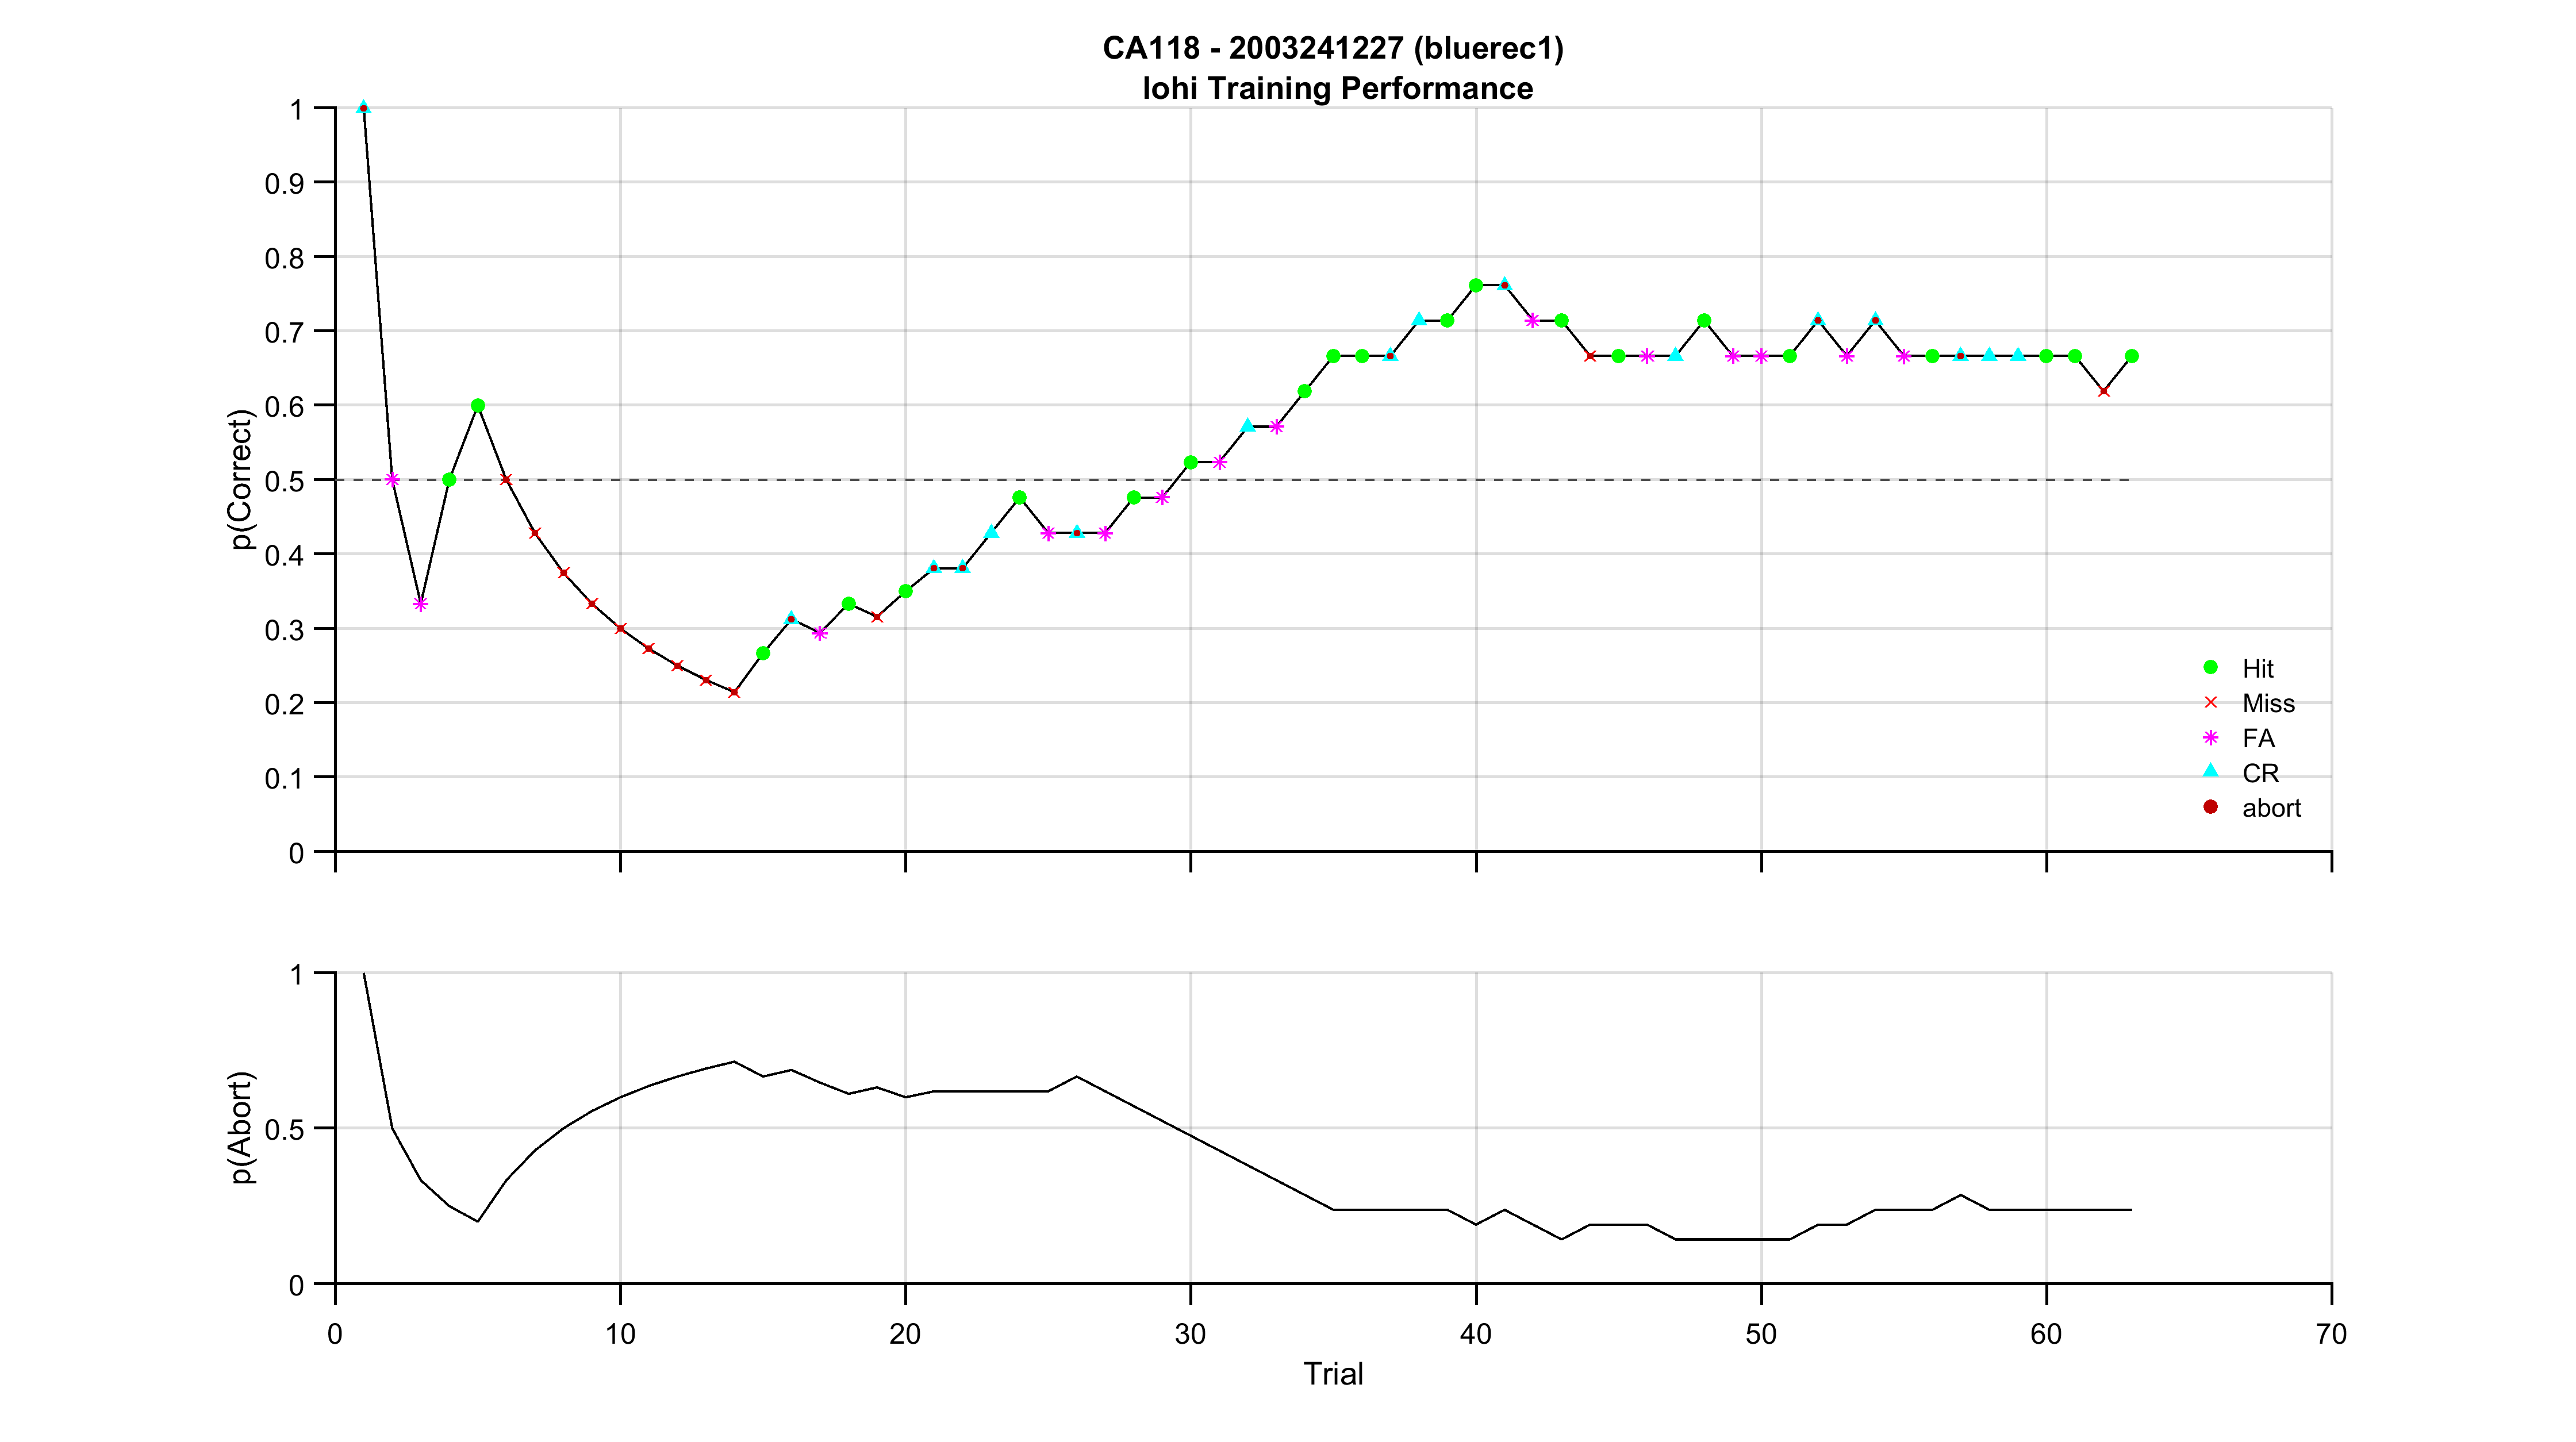 CA118 - 2003241227 (bluerec1)
lohi Training Performance
1
0.9
0.8
0.7
0.6
0.5
0.4
0.3
0.2
0.1
0
p(Correct)
Hit
Miss
FA
CR
abort
1
0.5
0
p(Abort)
0 10 20 30 40 50 60 70
Trial